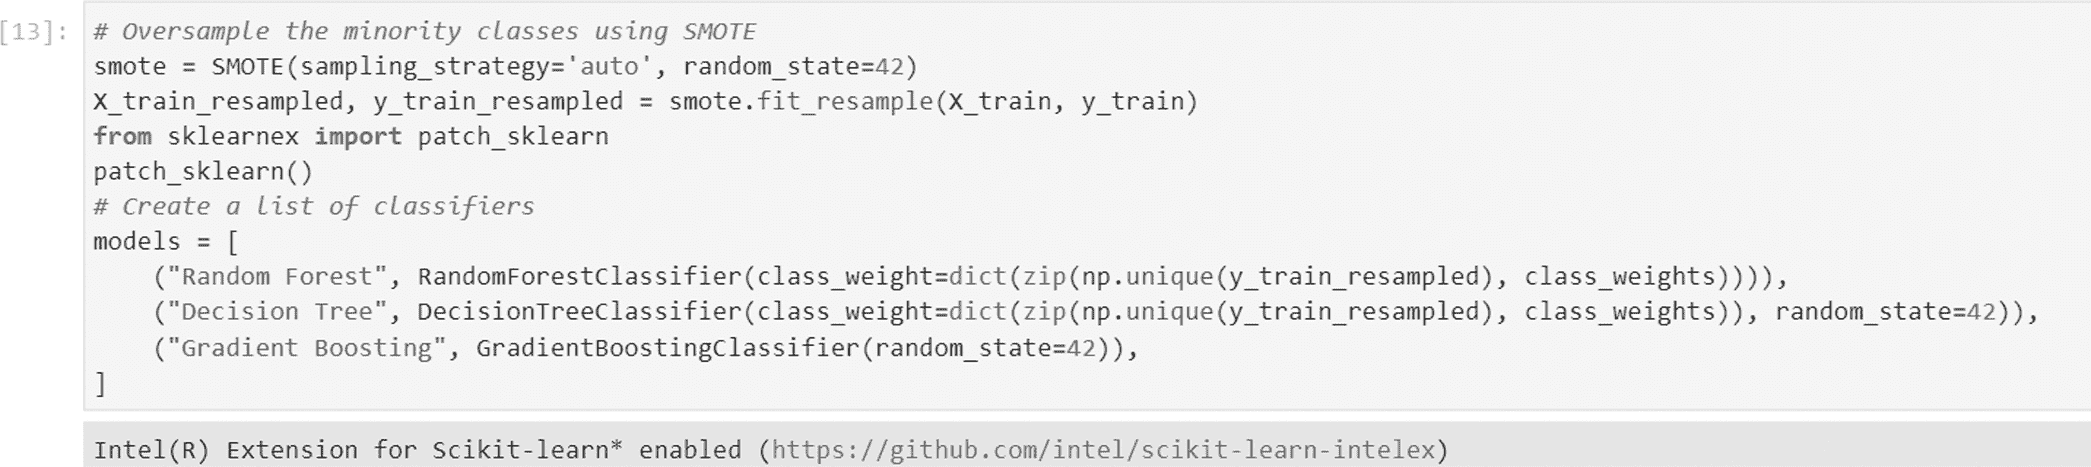 [13]:
# Oversample the minority classes using SMOTE
smote = SMOTE(sampling_strategy='auto', random_state=42)
X_train_resampled, y_train_resampled = smote.fit_resample(X_train, y_train)
from sklearnex import patch_sklearn
patch_sklearn()
# Create a list of classifiers
models = [
    ("Random Forest", RandomForestClassifier(class_weight=dict(zip(np.unique(y_train_resampled), class_weights)))),
    ("Decision Tree", DecisionTreeClassifier(class_weight=dict(zip(np.unique(y_train_resampled), class_weights)), random_state=42)),
    ("Gradient Boosting", GradientBoostingClassifier(random_state=42)),
]
Intel(R) Extension for Scikit-learn* enabled (https://github.com/intel/scikit-learn-intelex)